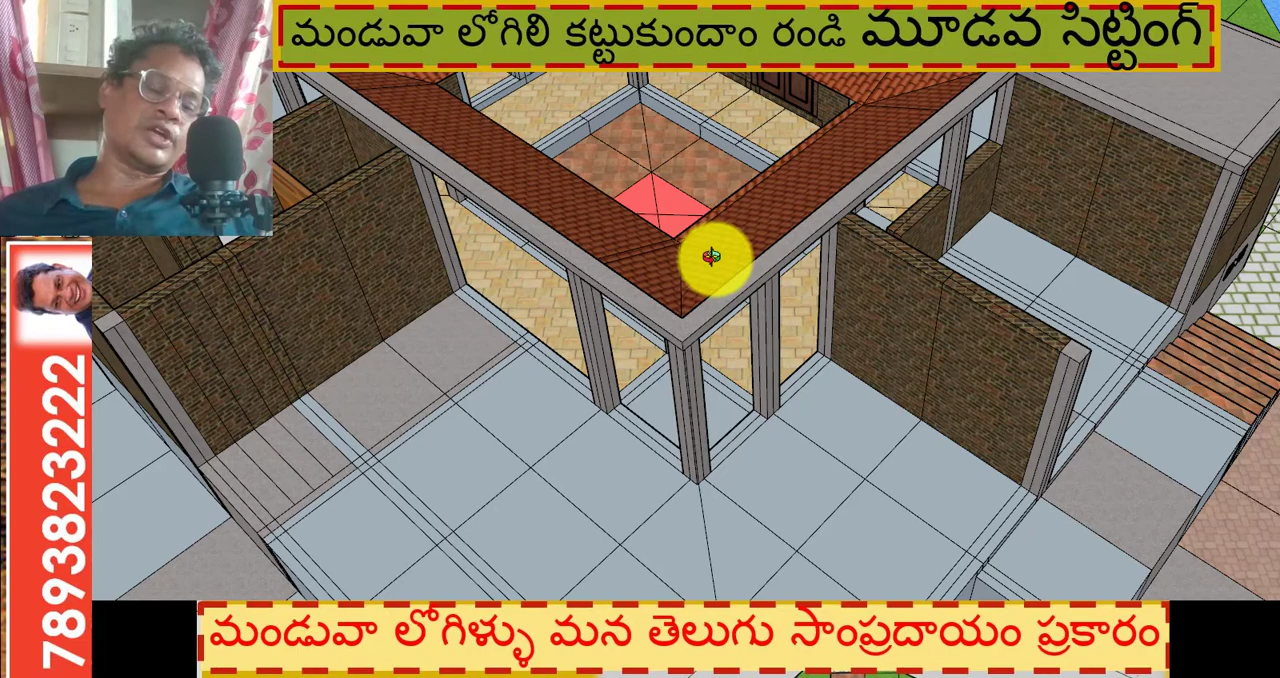 మండువా లోగిలి కట్టుకుందాం రండి మూడవ సిట్టింగ్
7893823222
మండువా లోగిళ్ళు మన తెలుగు సాంప్రదాయం ప్రకారం